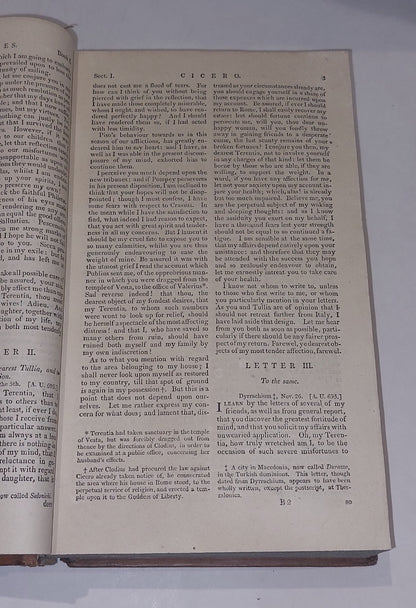 ES.
Book I.
Sect. I.
CICERO.
3
does not cost me a flood of tears. For
how can I think of you without being
pierced with grief in the reflection, that
I have made those completely miserable,
whom I ought, and wished, to have ren-
dered perfectly happy? And I should
have rendered them so, if I had acted
with less timidity.
Piso's behaviour towards us in this
season of our afflictions, has greatly en-
deared him to my heart: and I have, as
well as I was able in the present discom-
posure of my mind, exhorted him to
continue them.
I perceive you much depend upon the
new tribunes: and if Pompey perseveres
in his present disposition, I am inclined to
think that your hopes will not be disap-
pointed; though I must confess, I have
some fears with respect to Crassus. In
the mean while I have the satisfaction to
find, what indeed I had reason to expect,
that you act with great spirit and tender-
ness in all my concerns. But I lament it
should be my cruel fate to expose you to
so many calamities, whilst you are thus
generously endeavouring to ease the
weight of mine. Be assured it was with
the utmost grief I read the account which
Publius sent me, of the opprobrious man-
ner in which you were dragged from the
temple of Vesta, to the office of Valerius*.
Sad reverse indeed! that thou, the
dearest object of my fondest desires, that
my Terentia, to whom such numbers
were wont to look up for relief, should
be herself a spectacle of the most affecting
distress! and that I, who have saved so
many others from ruin, should have
ruined both myself and my family by
my own indiscretion!
As to what you mention with regard
to the area belonging to my house; I
shall never look upon myself as restored
to my country, till that spot of ground
is again in my possession†. But this is a
point that does not depend upon our-
selves. Let me rather express my con-
cern for what does; and lament that, dis-
* Terentia had taken sanctuary in the temple
of Vesta, but was forcibly dragged out from
thence by the directions of Clodius, in order to
be examined at a public office, concerning her
husband's effects.
† After Clodius had procured the law against
Cicero already taken notice of, he consecrated
the area where his house in Rome stood, to the
perpetual service of religion, and erected a tem-
ple upon it to the Goddess of Liberty.
tressed as your circumstances already are,
you should engage yourself in a share of
those expences which are incurred upon
my account. Be assured, if ever I should
return to Rome, I shall easily recover my
estate: but should fortune continue to
persecute me, will you, thou dear un-
happy woman, will you fondly throw
away in gaining friends to a desperate
cause, the last scanty remains of your
broken fortunes! I conjure you then, my
dearest Terentia, not to involve yourself
in any charges of that kind: let them be
borne by those who are able, if they are
willing, to support the weight. In a
word, if you have any affection for me,
let not your anxiety upon my account in-
jure your health; which, alas! is already
but too much impaired. Believe me, you
are the perpetual subject of my waking
and sleeping thoughts: and as I know
the assiduity you exert on my behalf, I
have a thousand fears lest your strength
should not be equal to so continued a fa-
tigue. I am sensible at the same time,
that my affairs depend entirely upon your
assistance: and therefore that they may
be attended with the success you hope
and so zealously endeavour to obtain,
let me earnestly intreat you to take care
of your health.
I know not whom to write to, unless
to those who first write to me, or whom
you particularly mention in your letters.
As you and Tullia are of opinion that I
should not retreat farther from Italy, I
have laid aside that design. Let me hear
from you both as soon as possible, parti-
cularly if there should be any fairer pros-
pect of my return. Farewel, ye dearest ob-
jects of my most tender affection, farewel.
LETTER III.
To the same.
Dyrrachium‡, Nov. 26. [A. U. 695.]
I LEARN by the letters of several of my
friends, as well as from general report,
that you discover the greatest fortitude of
mind, and that you solicit my affairs with
unwearied application. Oh, my Teren-
tia, how truly wretched am I, to be the
occasion of such severe misfortunes to
‡ A city in Macedonia, now called Durazzo,
in the Turkish dominions. This letter, though
dated from Dyrrachium, appears to have been
wholly written, except the postscript, at Thes-
salonica.
B 2
so